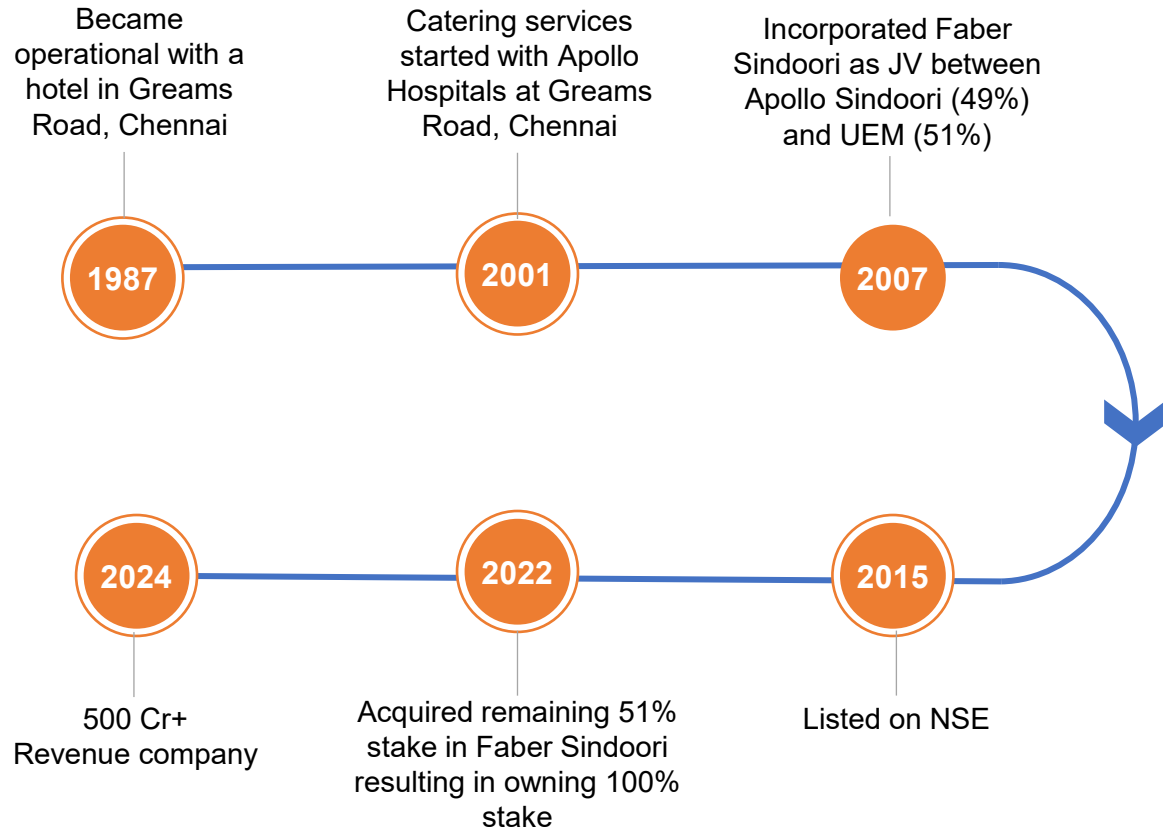 Became
operational with a
hotel in Greams
Road, Chennai
1987
Catering services
started with Apollo
Hospitals at Greams
Road, Chennai
2001
Incorporated Faber
Sindoori as JV between
Apollo Sindoori (49%)
and UEM (51%)
2007
2015
Listed on NSE
2022
Acquired remaining 51%
stake in Faber Sindoori
resulting in owning 100%
stake
2024
500 Cr+
Revenue company